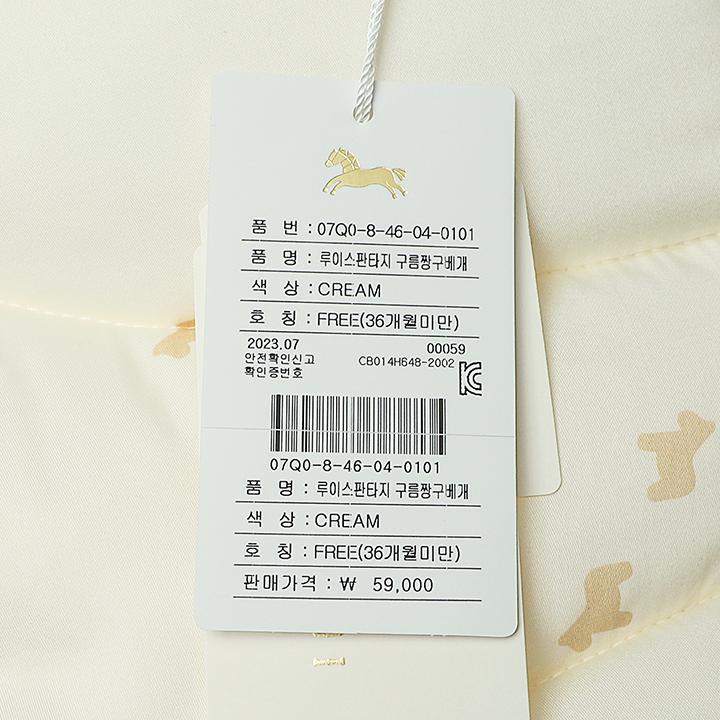 품 번 : 07Q0-8-46-04-0101
품 명 : 루이스판타지 구름짱구베개
색 상 : CREAM
호 칭 : FREE(36개월미만)
2023.07 00059
안전확인신고 CB014H648-2002
확인증번호
07Q0-8-46-04-0101
품 명 : 루이스판타지 구름짱구베개
색 상 : CREAM
호 칭 : FREE(36개월미만)
판매가격 : ₩ 59,000